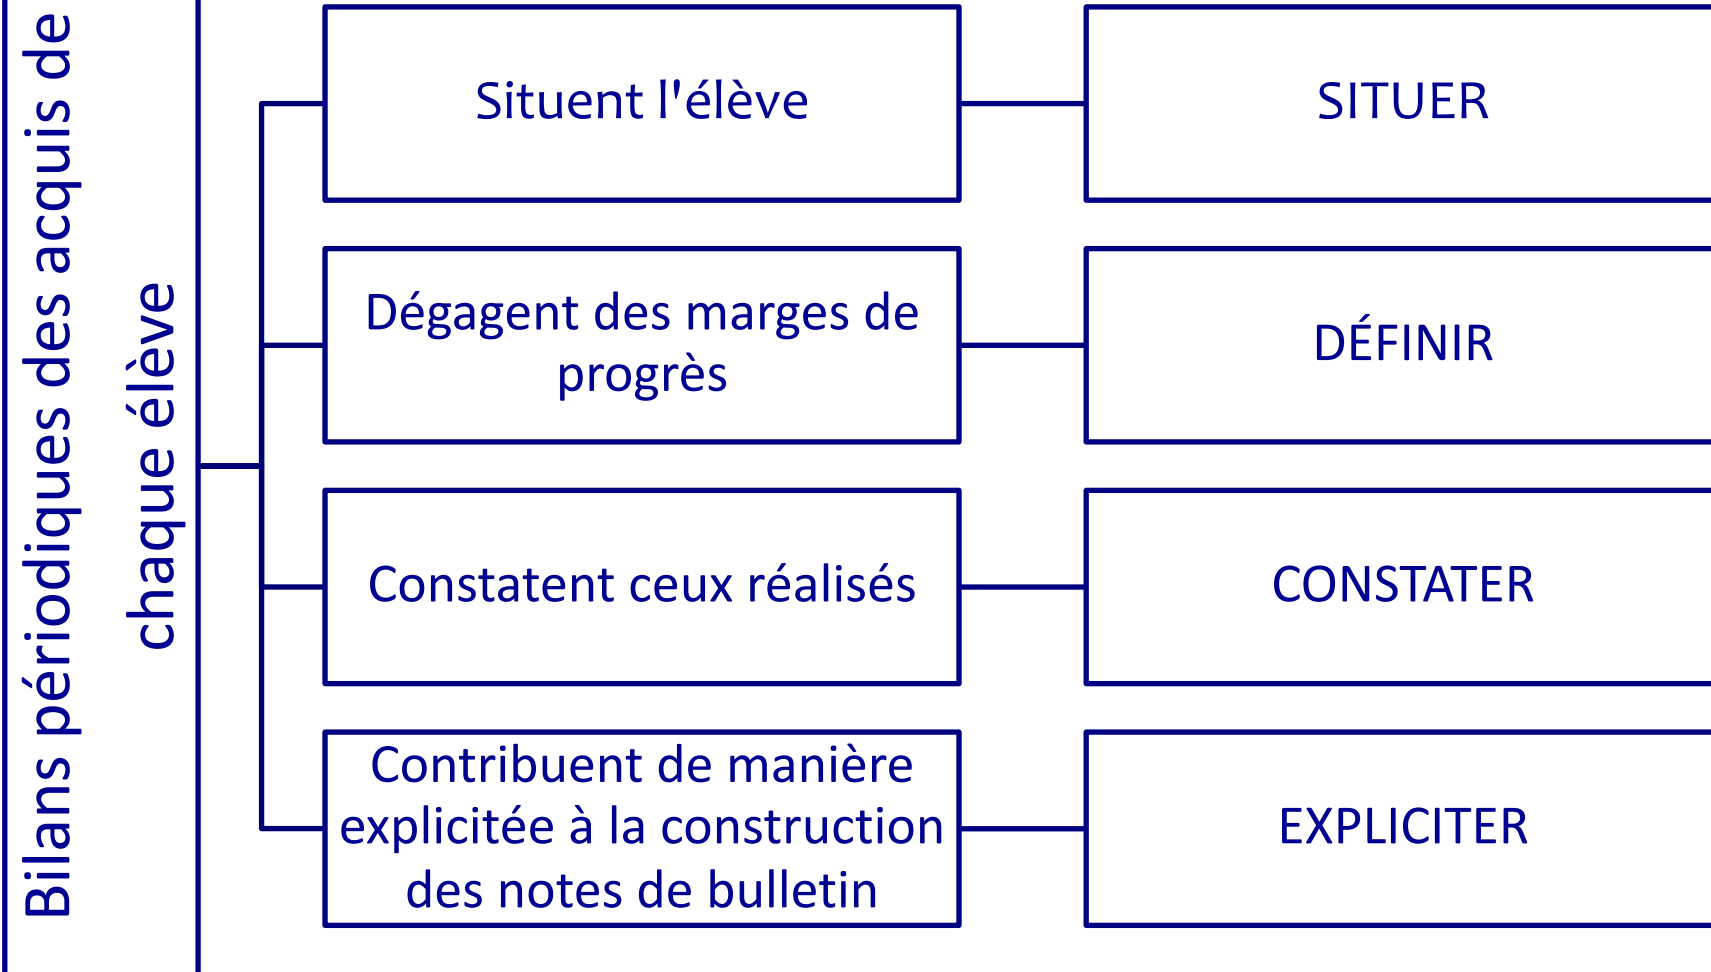 Bilans périodiques des acquis de
chaque élève
Situent l'élève
SITUER
Dégagent des marges de
progrès
DÉFINIR
Constatent ceux réalisés
CONSTATER
Contribuent de manière
explicitée à la construction
des notes de bulletin
EXPLICITER